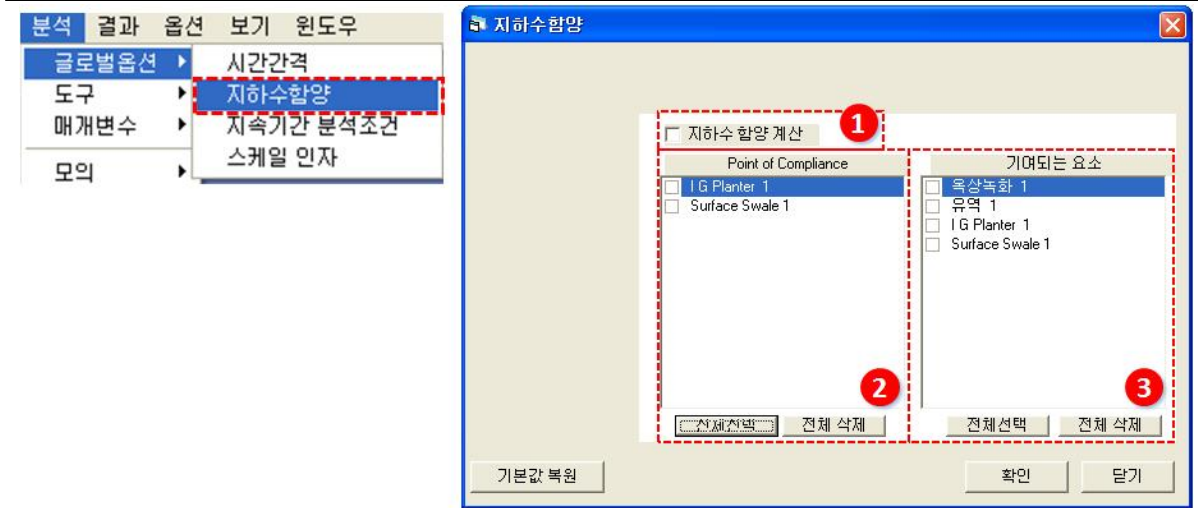 분석 결과 옵션 보기 윈도우
글로벌옵션
도구
매개변수
모의
시간간격
지하수함양
지속기간 분석조건
스케일 인자
지하수함양
지하수 함양 계산
1
Point of Compliance
I G Planter 1
Surface Swale 1
2
전체선택 전체 삭제
기여되는 요소
옥상녹화 1
유역 1
I G Planter 1
Surface Swale 1
3
전체선택 전체 삭제
기본값 복원
확인 닫기